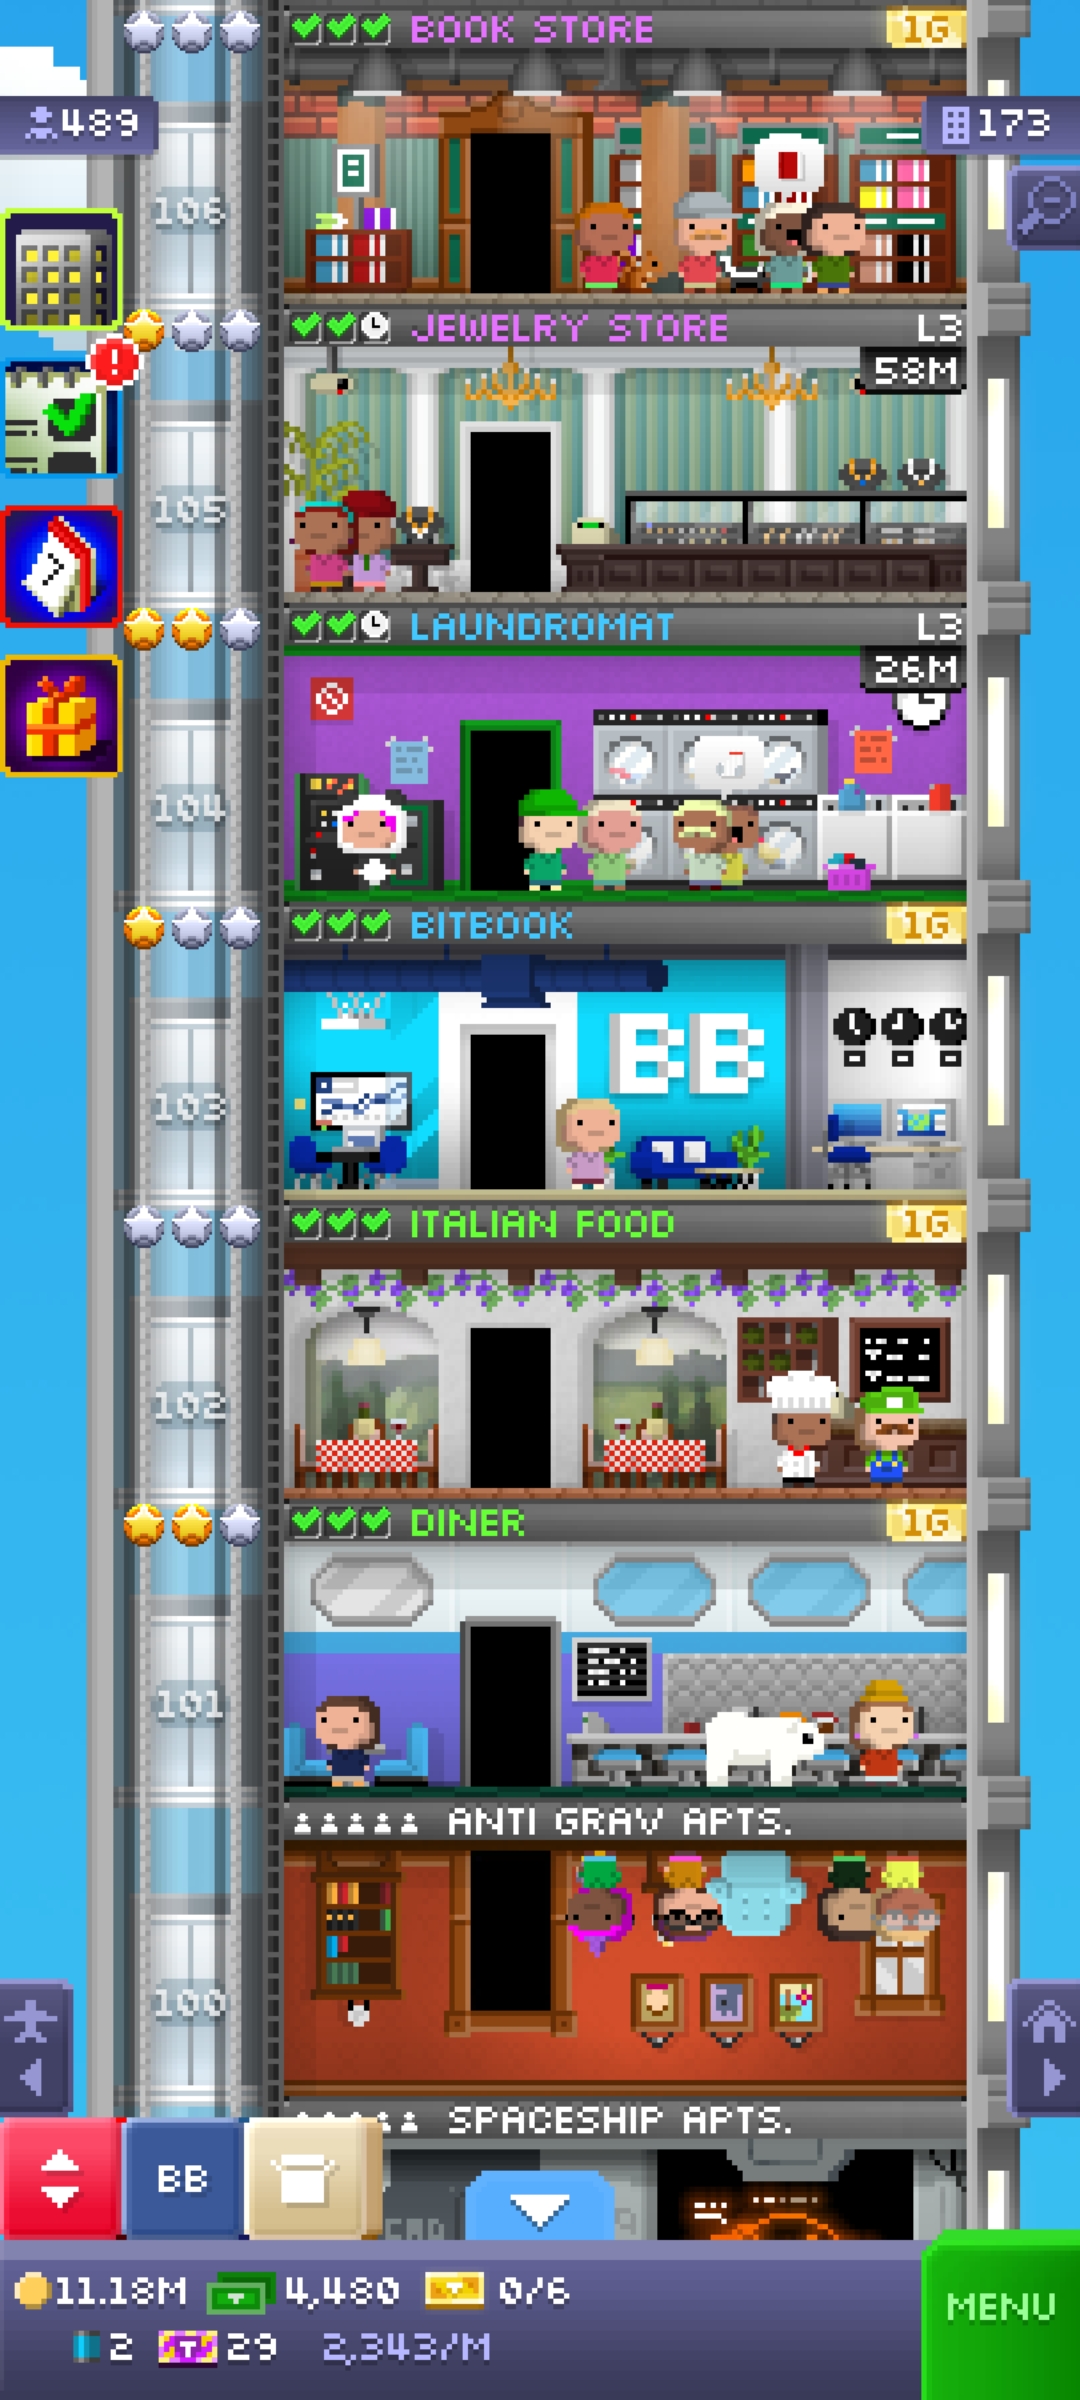 BOOK STORE 1G
489
173
106
8
JEWELRY STORE L3
58M
105
7
LAUNDROMAT L3
26M
104
BITBOOK 1G
BB
103
ITALIAN FOOD 1G
102
DINER 1G
101
ANTI GRAV APTS.
100
SPACESHIP APTS.
BB
11.18M 4,480 0/6
2 T 29 2,343/M
MENU